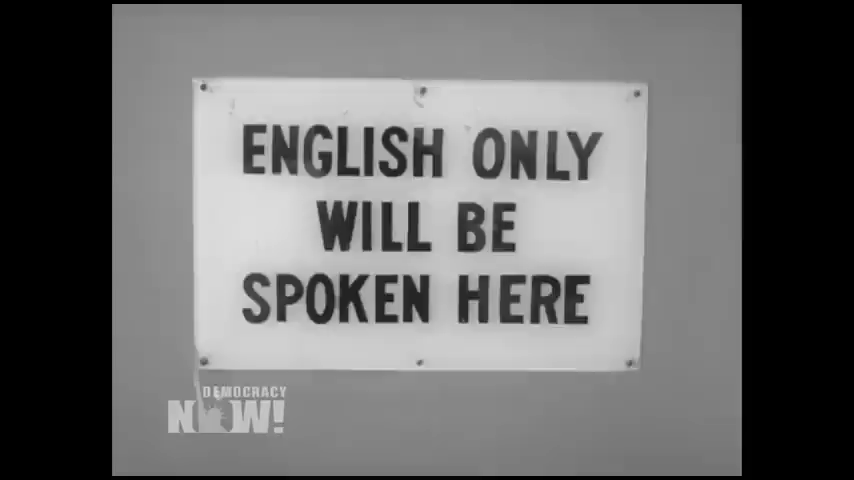 ENGLISH ONLY
WILL BE
SPOKEN HERE
DEMOCRACY
NOW!